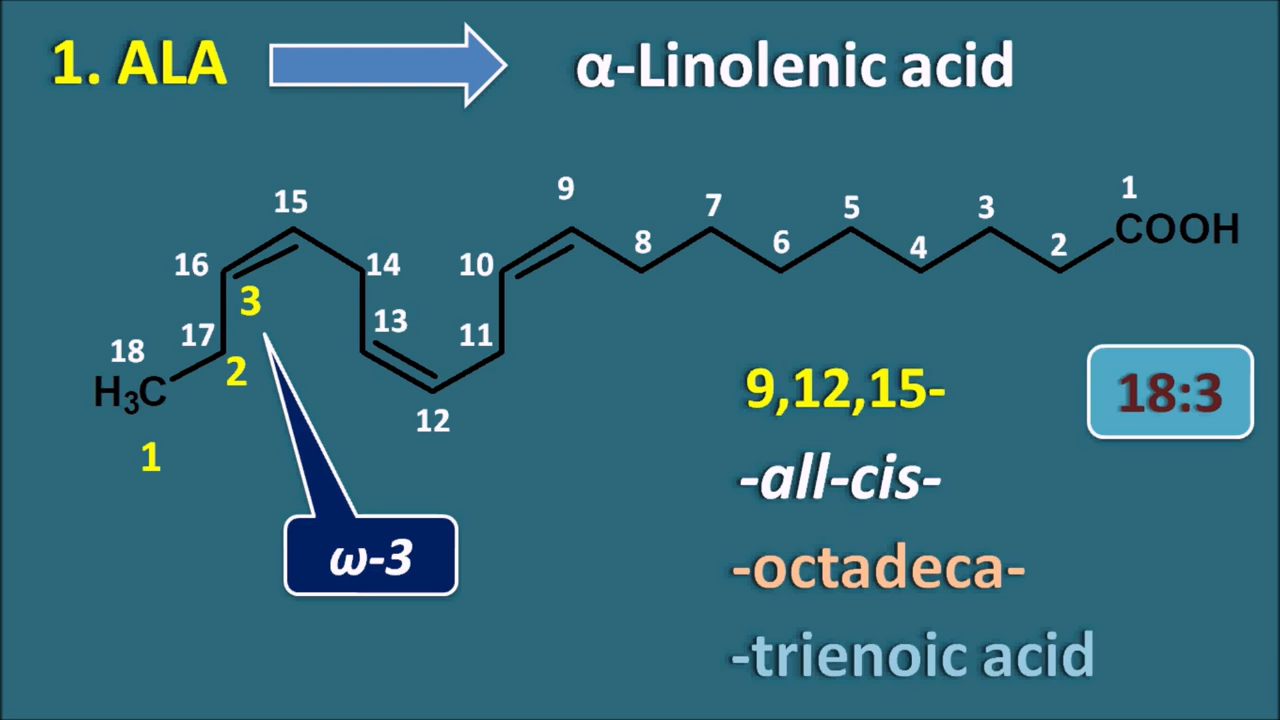 1. ALA
α-Linolenic acid
15
9
1
16
14
10
8
7
6
5
4
3
2
COOH
3
13
17
11
18
2
H₃C
12
1
9,12,15-
18:3
-all-cis-
ω-3
-octadeca-
-trienoic acid